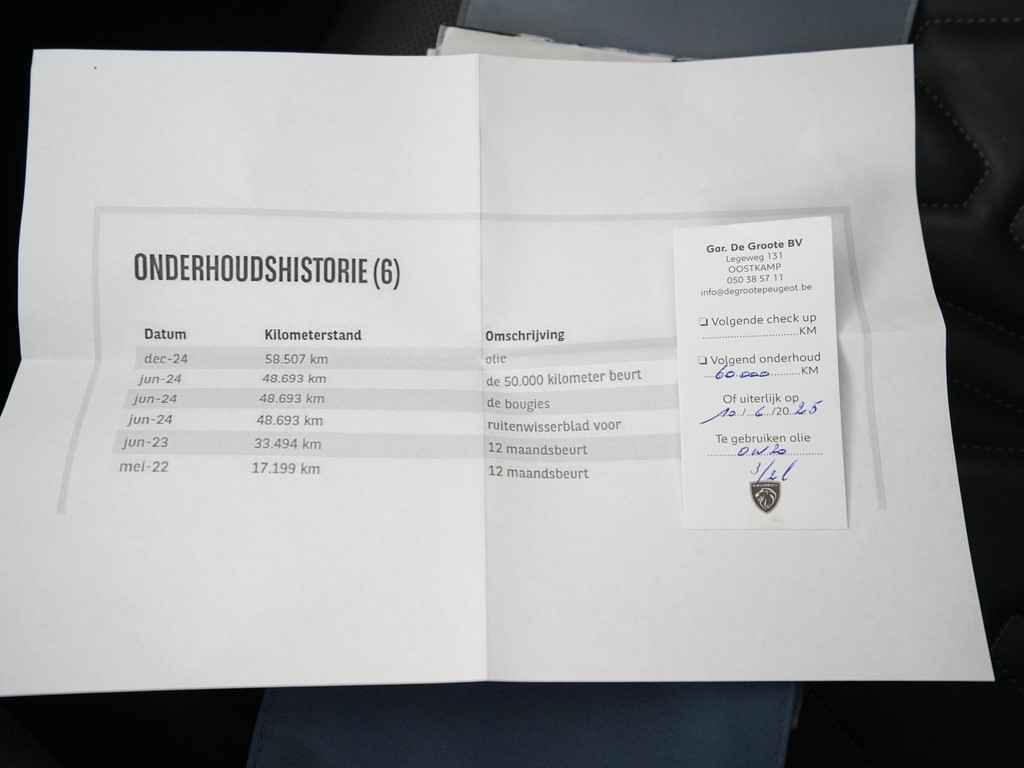 ONDERHOUDSHISTORIE (6)
Datum Kilometerstand Omschrijving
dec-24 58.507 km olie
jun-24 48.693 km de 50.000 kilometer beurt
jun-24 48.693 km de bougies
jun-24 48.693 km ruitenwisserblad voor
jun-23 33.494 km 12 maandsbeurt
mei-22 17.199 km 12 maandsbeurt
Gar. De Groote BV
Legeweg 131
OOSTKAMP
050 38 57 11
info@degrootepeugeot.be
❏ Volgende check up
..............................KM
❏ Volgend onderhoud
60.000..........KM
Of uiterlijk op
10./.6../20.25
Te gebruiken olie
0W20